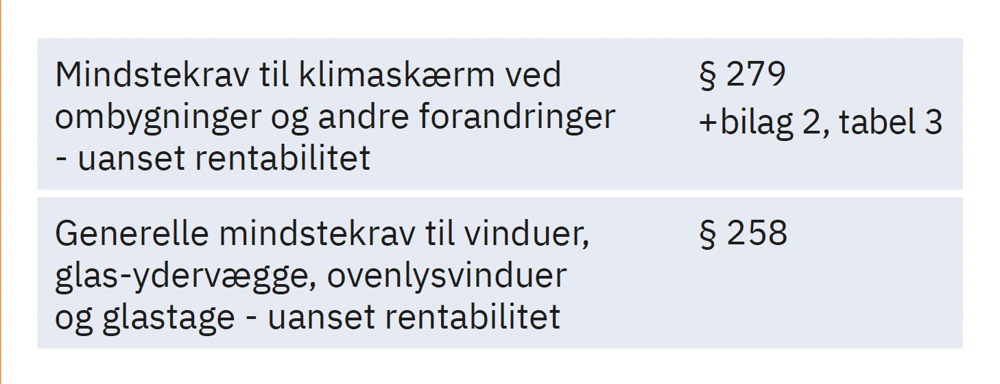 Mindstekrav til klimaskærm ved
ombygninger og andre forandringer
- uanset rentabilitet
§ 279
+bilag 2, tabel 3
Generelle mindstekrav til vinduer,
glas-ydervægge, ovenlysvinduer
og glastage - uanset rentabilitet
§ 258